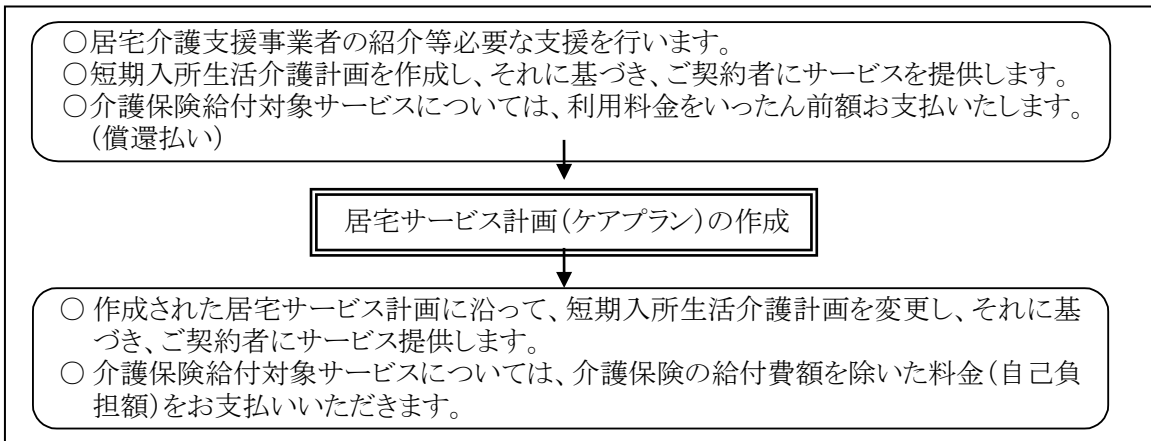 ○居宅介護支援事業者の紹介等必要な支援を行います。
○短期入所生活介護計画を作成し、それに基づき、ご契約者にサービスを提供します。
○介護保険給付対象サービスについては、利用料金をいったん前額お支払いたします。
(償還払い)
居宅サービス計画(ケアプラン)の作成
○ 作成された居宅サービス計画に沿って、短期入所生活介護計画を変更し、それに基
づき、ご契約者にサービス提供します。
○ 介護保険給付対象サービスについては、介護保険の給付費額を除いた料金(自己負
担額)をお支払いいただきます。